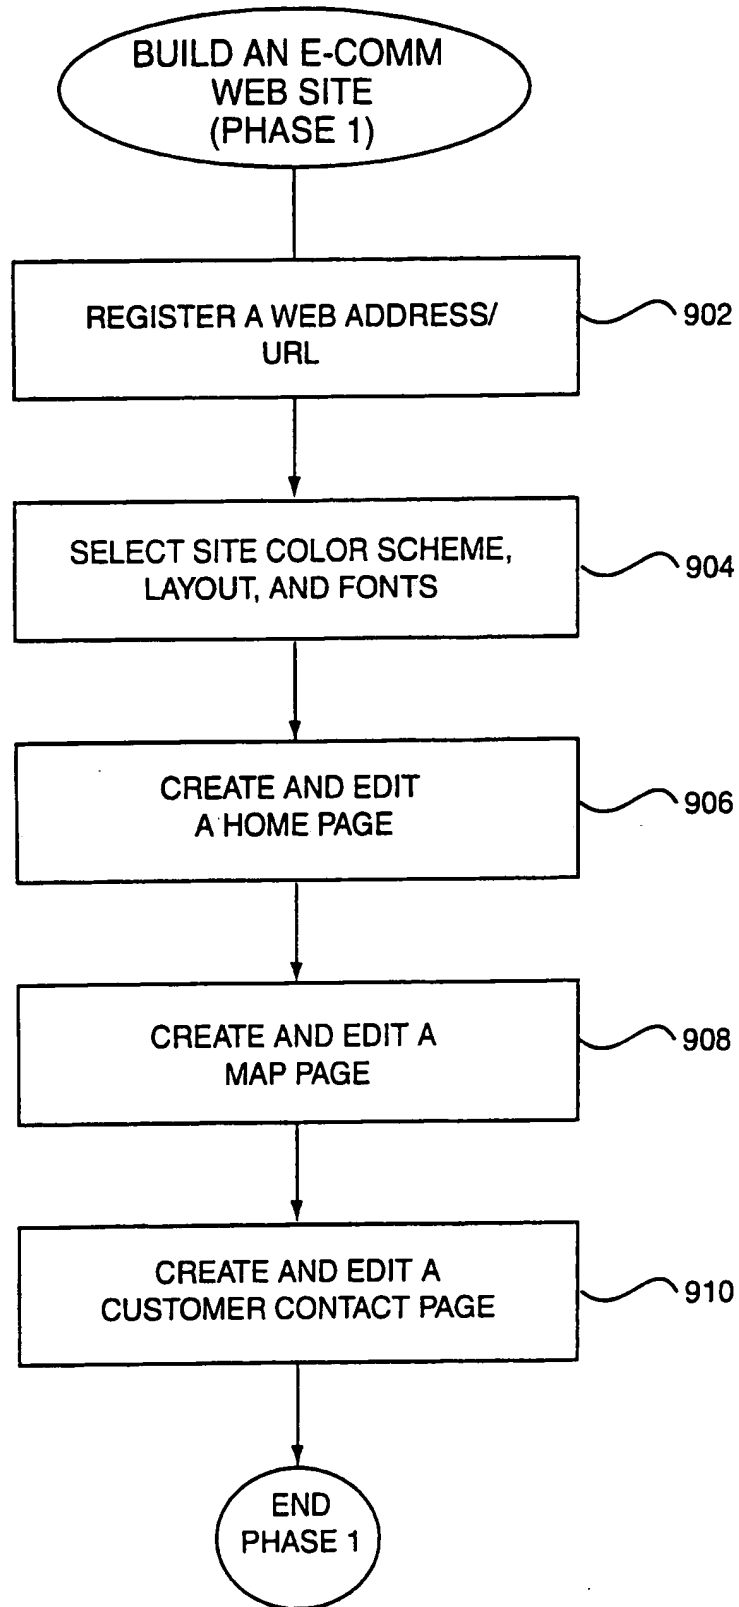 BUILD AN E-COMM
WEB SITE
(PHASE 1)
REGISTER A WEB ADDRESS/
URL
902
SELECT SITE COLOR SCHEME,
LAYOUT, AND FONTS
904
CREATE AND EDIT
A HOME PAGE
906
CREATE AND EDIT A
MAP PAGE
908
CREATE AND EDIT A
CUSTOMER CONTACT PAGE
910
END
PHASE 1